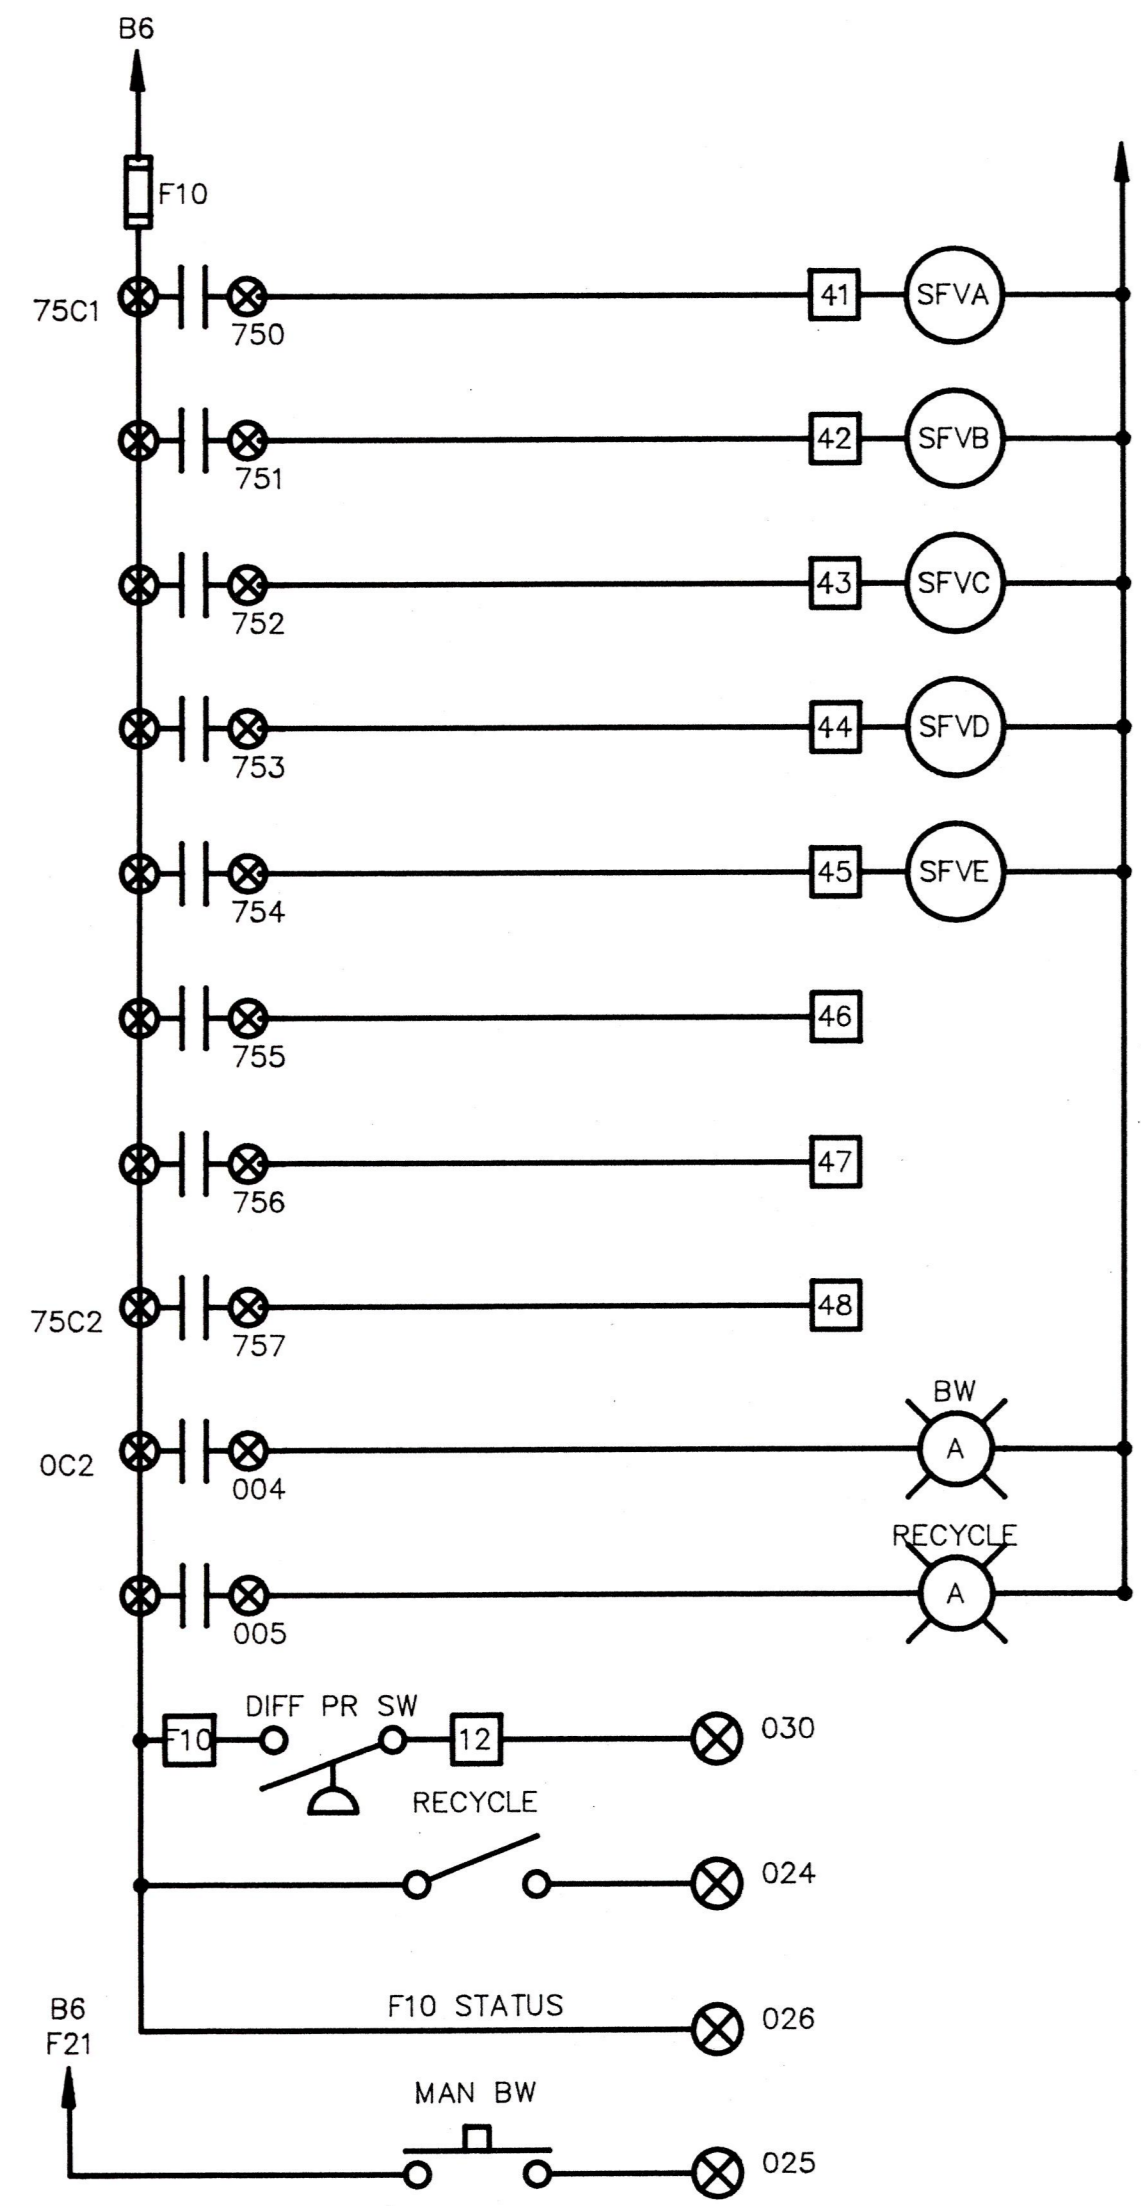 B6
F10
75C1
750
41
SFVA
751
42
SFVB
752
43
SFVC
753
44
SFVD
754
45
SFVE
755
46
756
47
75C2
757
48
BW
0C2
004
A
RECYCLE
005
A
DIFF PR SW
F10
12
030
RECYCLE
024
F10 STATUS
026
B6
F21
MAN BW
025